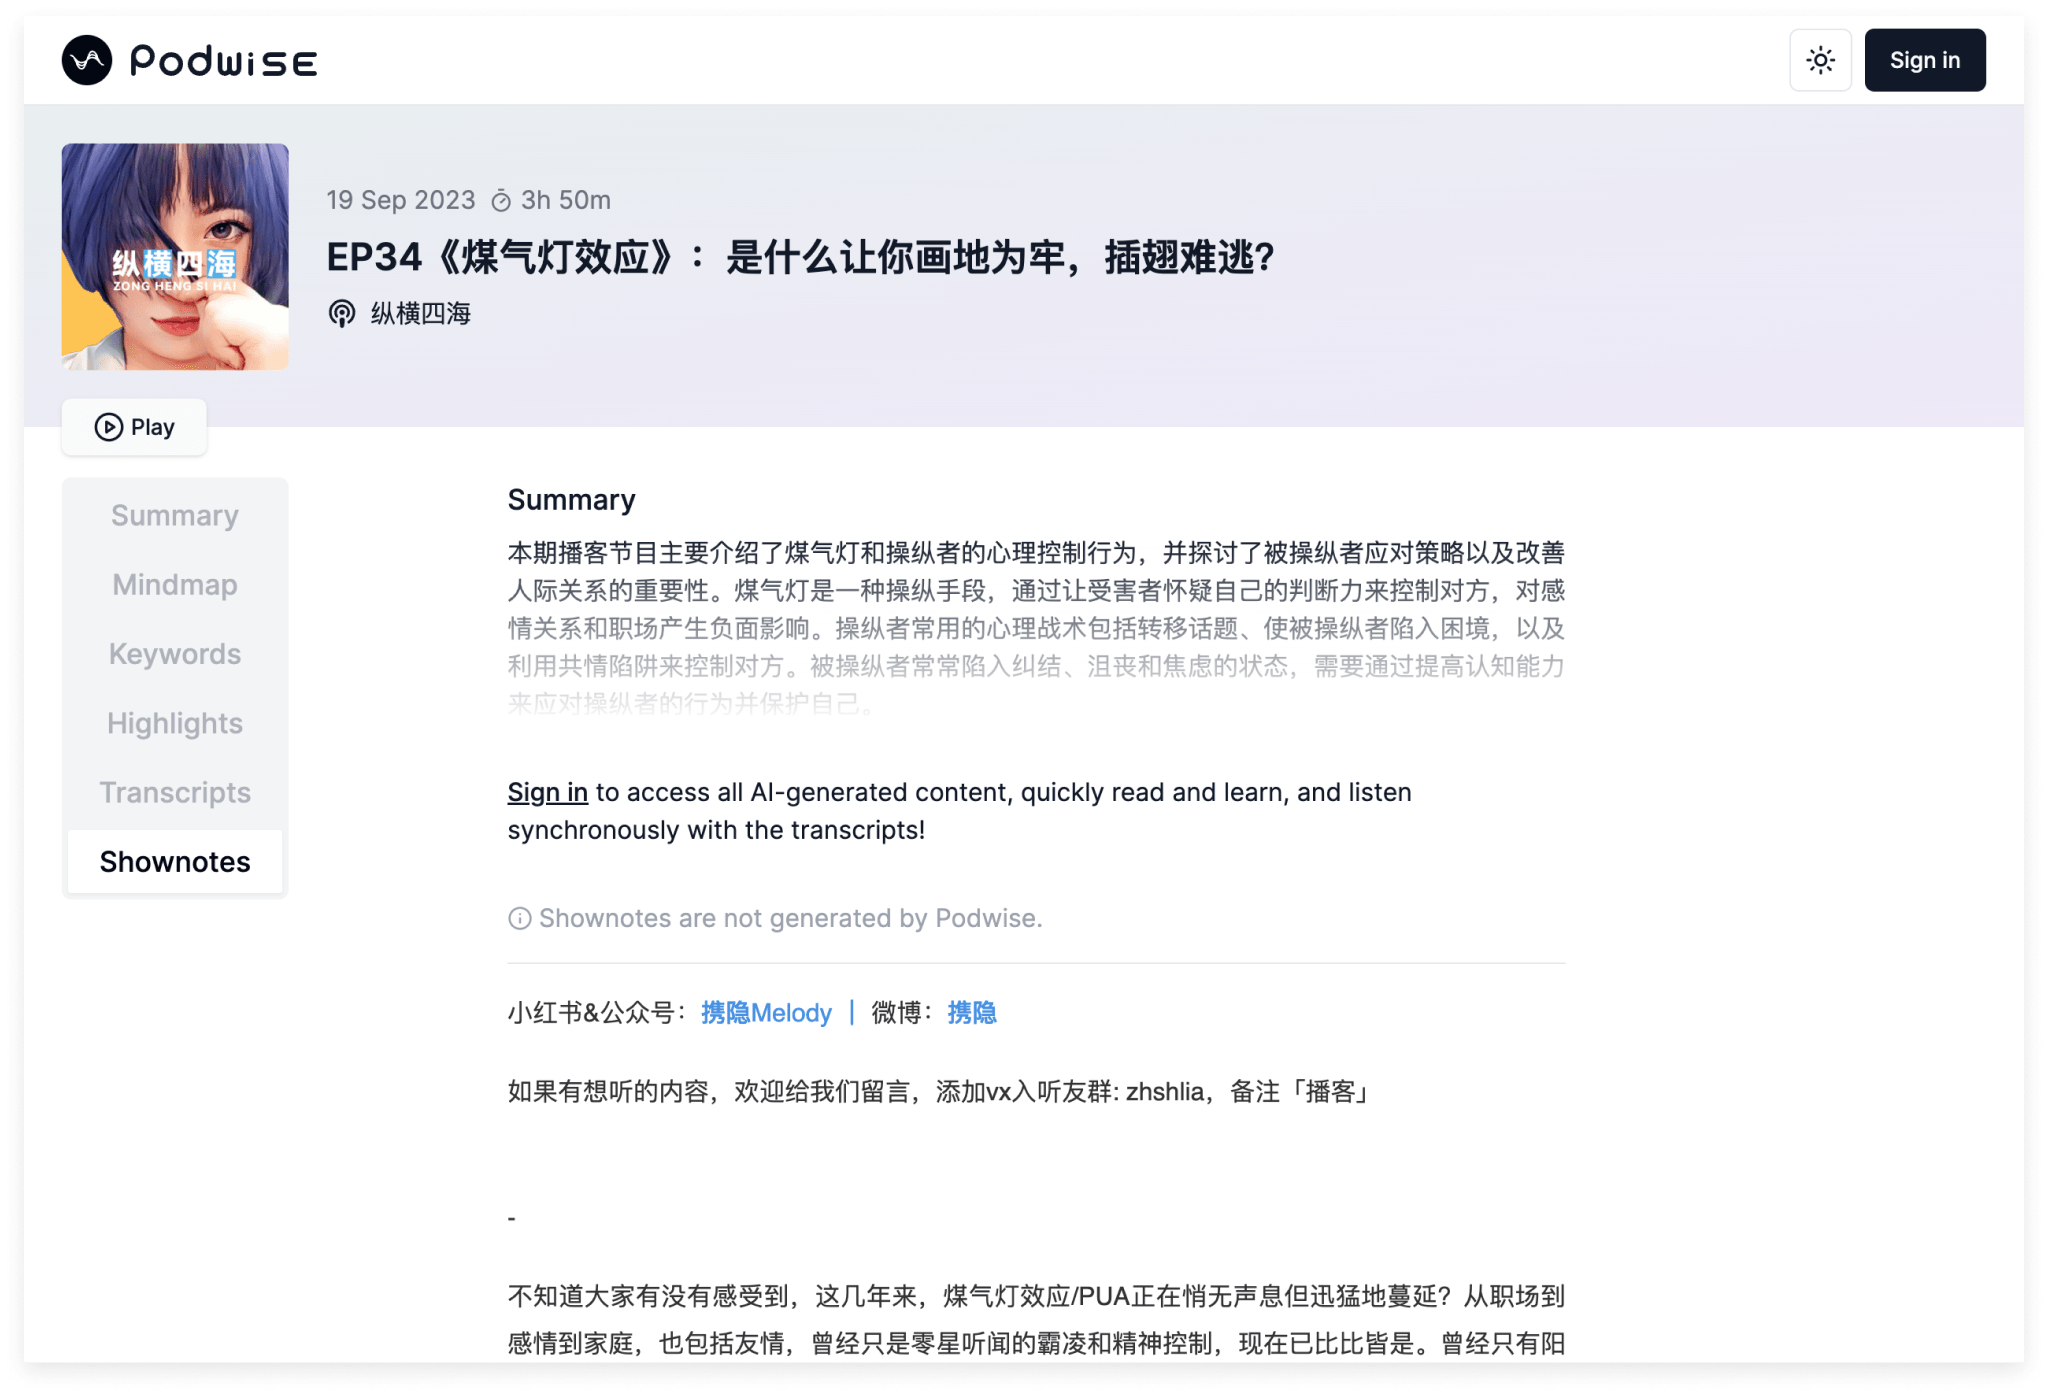 Podwise
Sign in
纵横四海
ZONG HENG SI HAI
19 Sep 2023 3h 50m
EP34《煤气灯效应》：是什么让你画地为牢，插翅难逃？
纵横四海
Play
Summary
Mindmap
Keywords
Highlights
Transcripts
Shownotes
Summary
本期播客节目主要介绍了煤气灯和操纵者的心理控制行为，并探讨了被操纵者应对策略以及改善
人际关系的重要性。煤气灯是一种操纵手段，通过让受害者怀疑自己的判断力来控制对方，对感
情关系和职场产生负面影响。操纵者常用的心理战术包括转移话题、使被操纵者陷入困境，以及
利用共情陷阱来控制对方。被操纵者常常陷入纠结、沮丧和焦虑的状态，需要通过提高认知能力
来应对操纵者的行为并保护自己。
Sign in to access all AI-generated content, quickly read and learn, and listen
synchronously with the transcripts!
Shownotes are not generated by Podwise.
小红书&公众号：携隐Melody ｜ 微博：携隐
如果有想听的内容，欢迎给我们留言，添加vx入听友群: zhshlia，备注「播客」
-
不知道大家有没有感受到，这几年来，煤气灯效应/PUA正在悄无声息但迅猛地蔓延？从职场到
感情到家庭，也包括友情，曾经只是零星听闻的霸凌和精神控制，现在已比比皆是。曾经只有阳